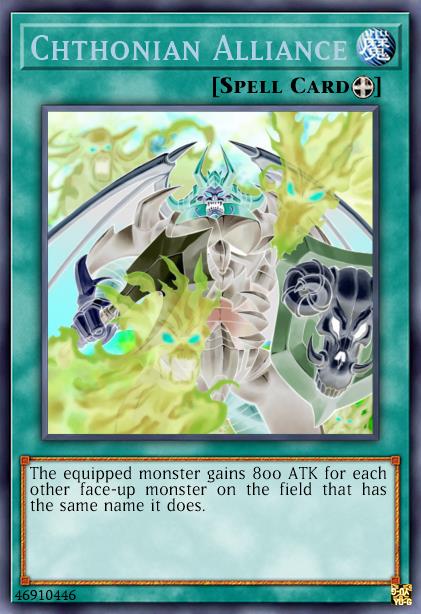 CHTHONIAN ALLIANCE
魔
[SPELL CARD]
The equipped monster gains 800 ATK for each
other face-up monster on the field that has
the same name it does.
46910446